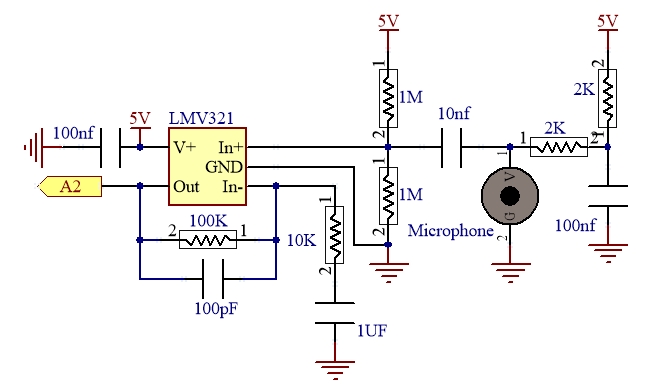 5V
5V
1
2
1M
2K
5V
LMV321
10nf
2K
2
1
100nf
V+
In+
1
2
1
GND
1
1M
V
A2
Out
In-
2
G
100K
1
2
1
10K
Microphone
2
100nf
2
100pF
1UF